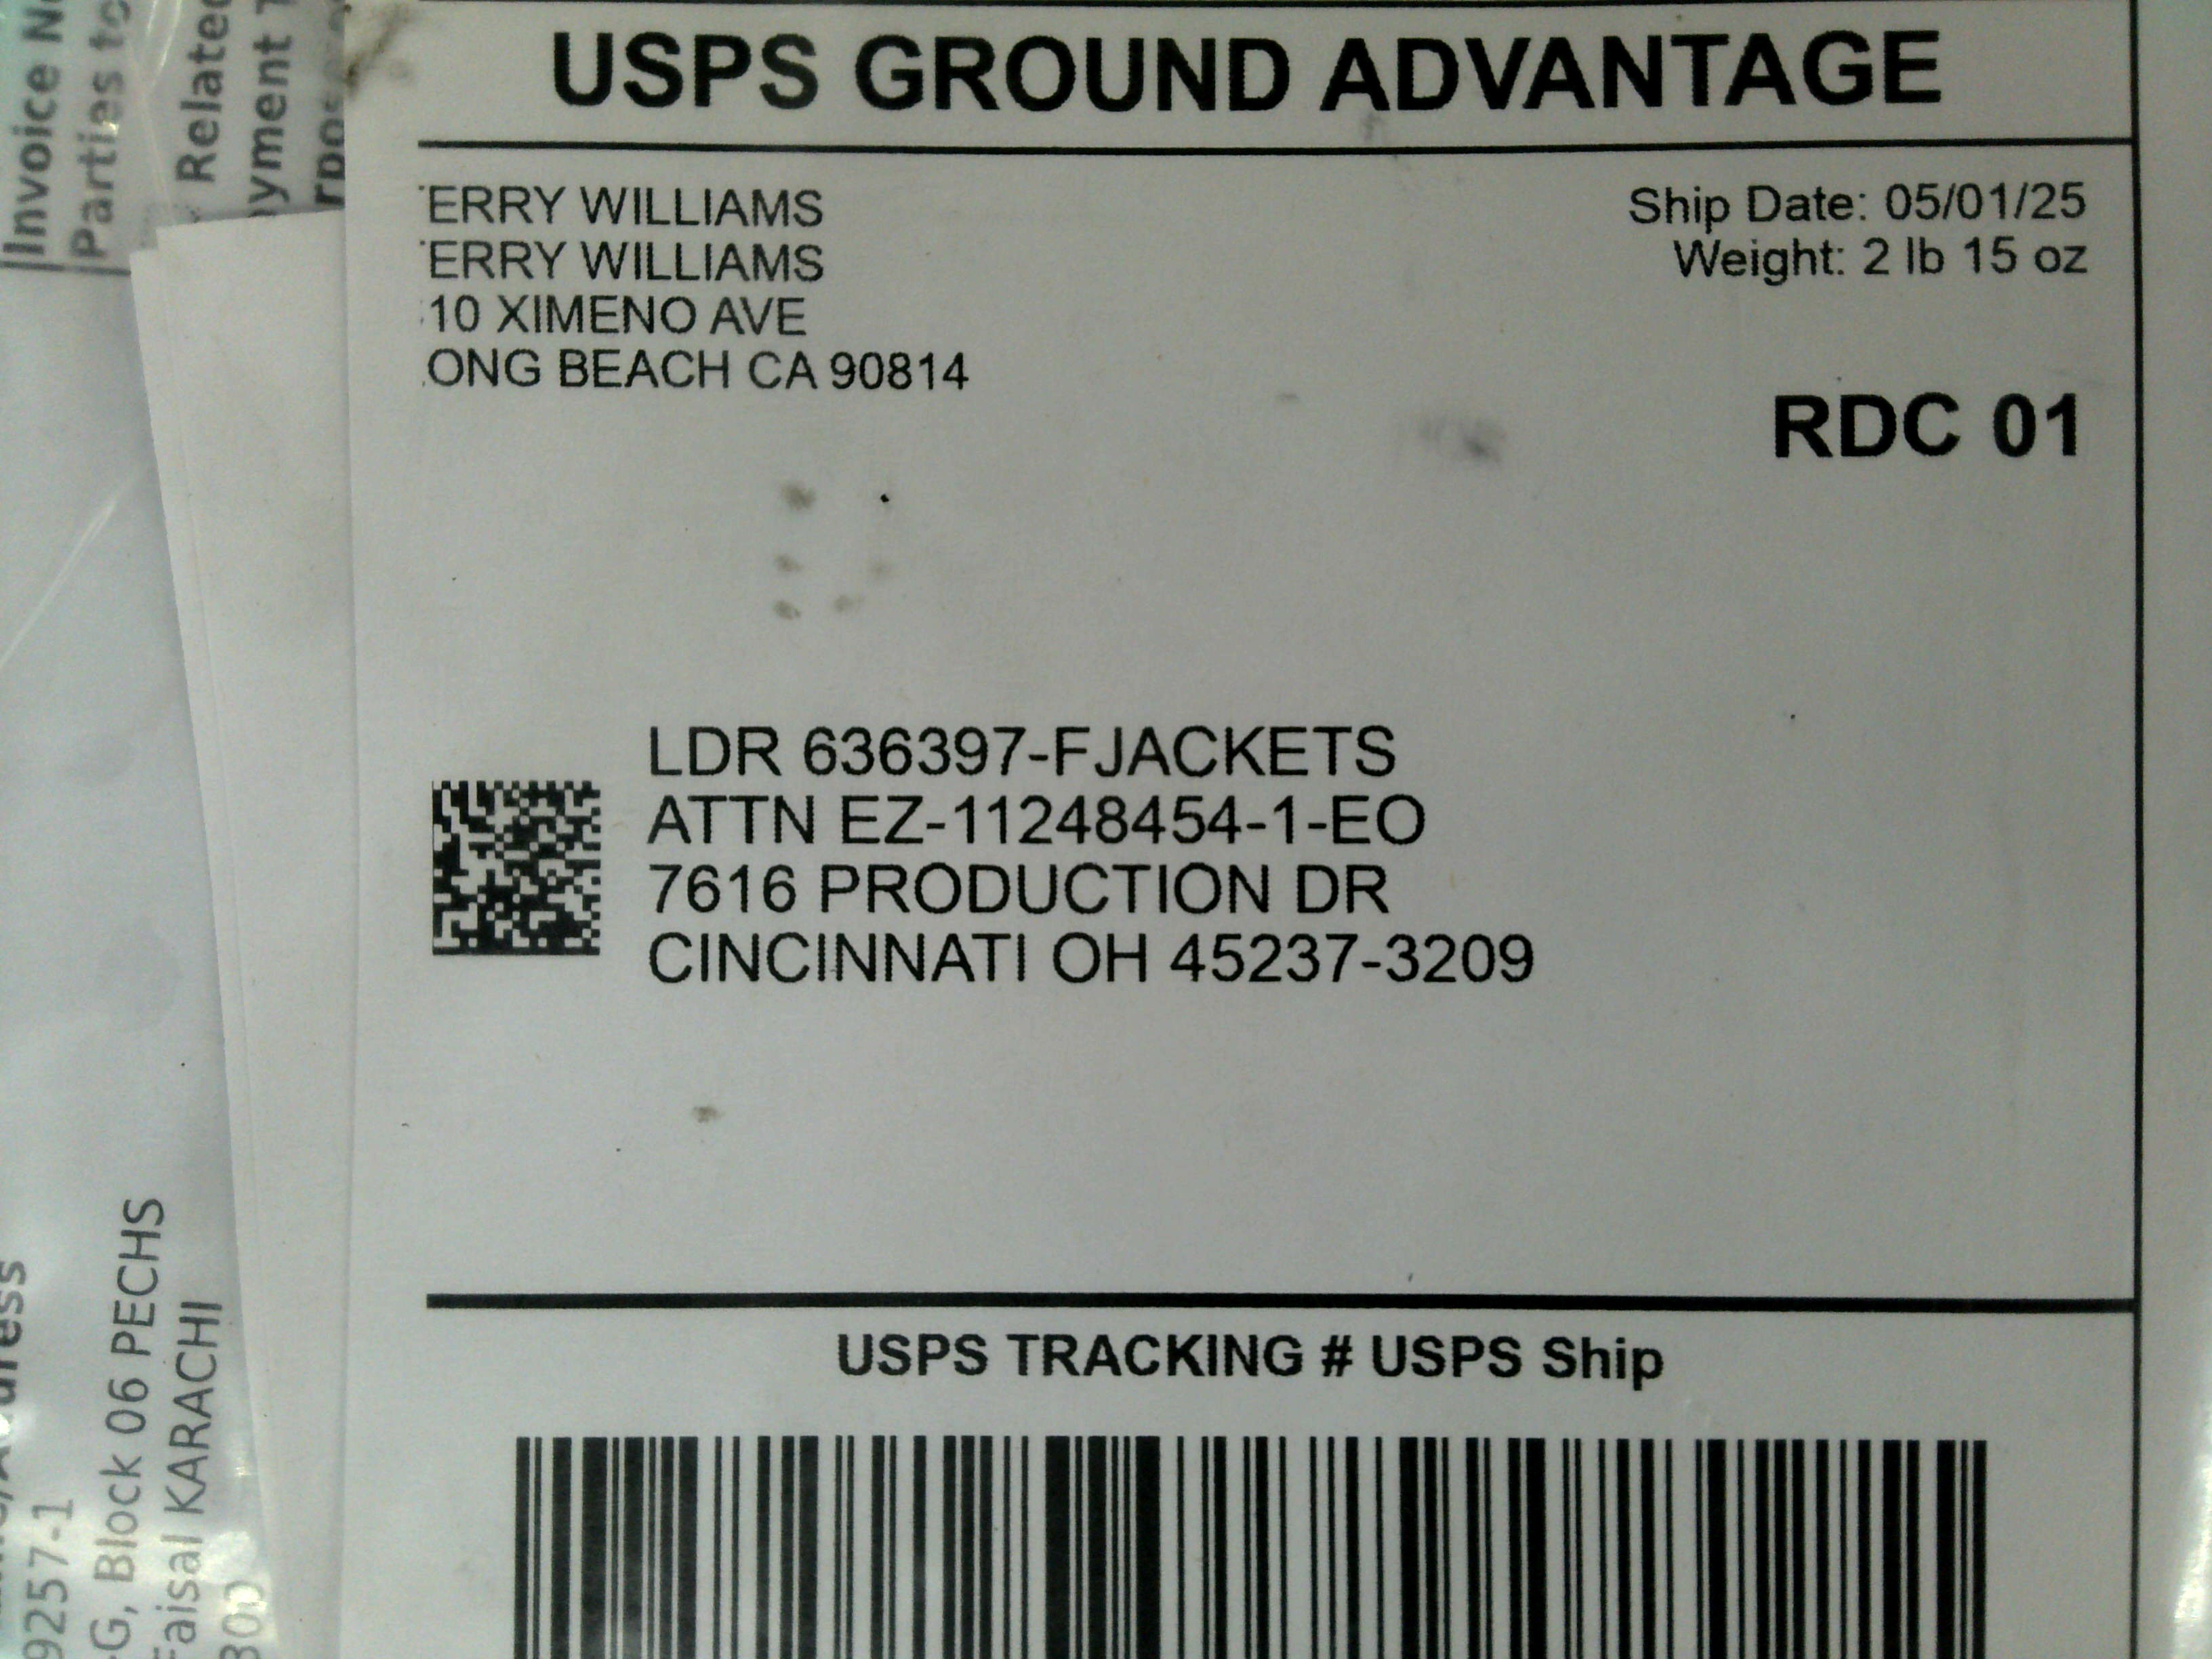 USPS GROUND ADVANTAGE
ERRY WILLIAMS
ERRY WILLIAMS
10 XIMENO AVE
ONG BEACH CA 90814
Ship Date: 05/01/25
Weight: 2 lb 15 oz
RDC 01
LDR 636397-FJACKETS
ATTN EZ-11248454-1-EO
7616 PRODUCTION DR
CINCINNATI OH 45237-3209
USPS TRACKING # USPS Ship
Invoice
Parties to
Related
yment
9257-1
G, Block 06 PECHS
Faisal KARACHI